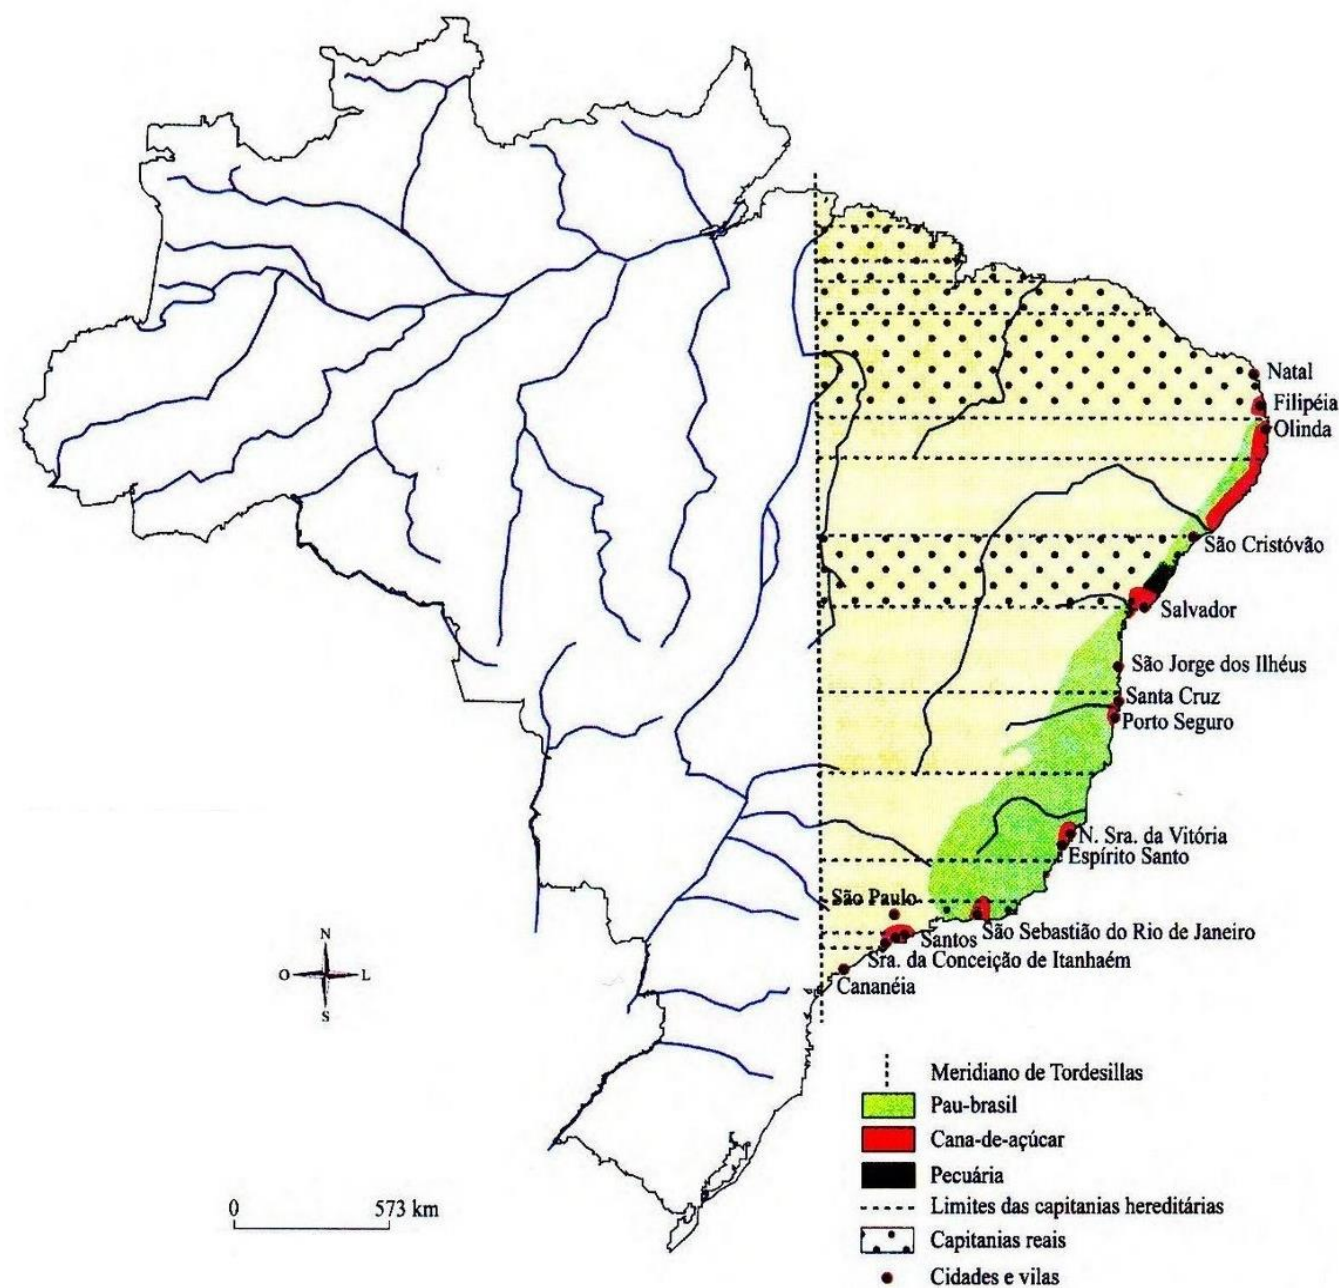 Natal
Filipéia
Olinda
São Cristóvão
Salvador
São Jorge dos Ilhéus
Santa Cruz
Porto Seguro
N. Sra. da Vitória
Espírito Santo
São Paulo
São Sebastião do Rio de Janeiro
Santos
Sra. da Conceição de Itanhaém
Cananéia
N
O L
S
Meridiano de Tordesillas
Pau-brasil
Cana-de-açúcar
Pecuária
Limites das capitanias hereditárias
Capitanias reais
Cidades e vilas
0 573 km